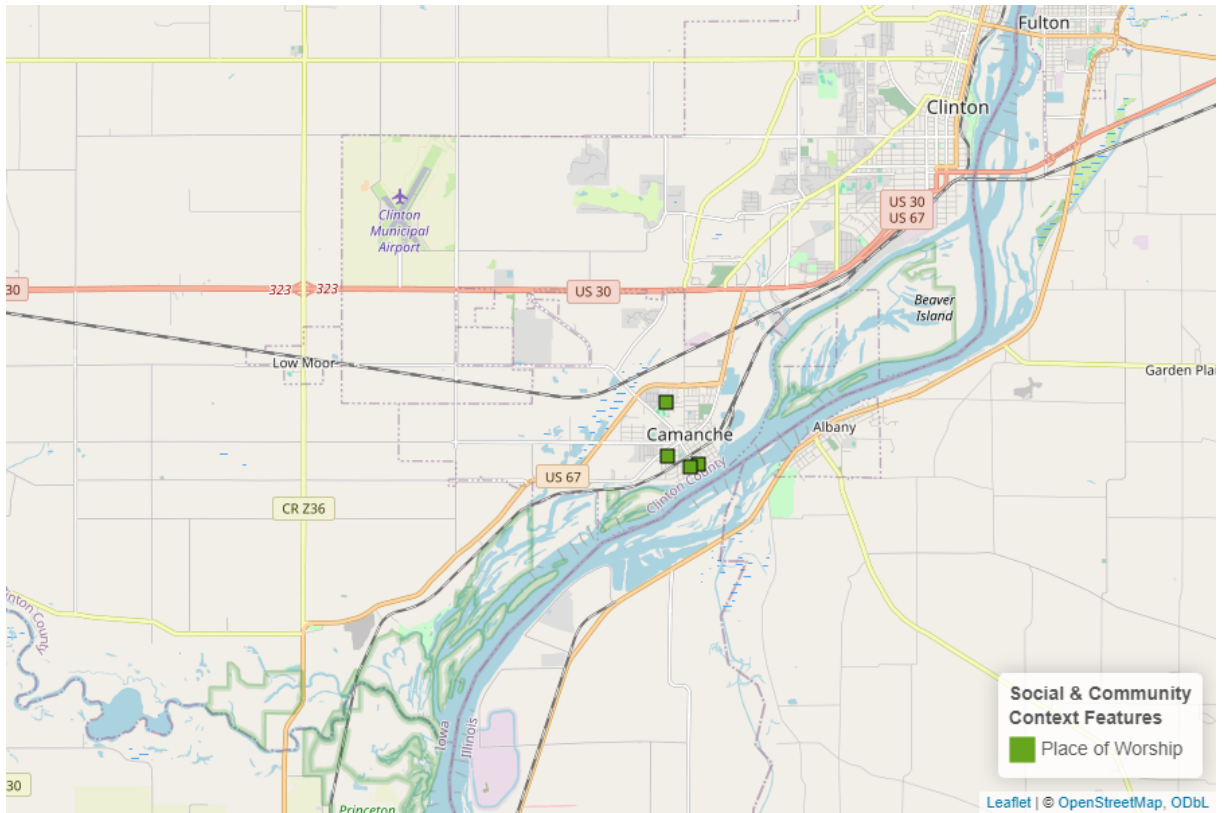 Fulton
Clinton
US 30
US 67
Clinton
Municipal
Airport
30
323
323
US 30
Beaver
Island
Low Moor
Garden Plai
Camanche
Albany
US 67
Clinton County
CR Z36
inton County
Iowa
Illinois
30
Princeton
Social & Community
Context Features
Place of Worship
Leaflet | © OpenStreetMap, ODbL